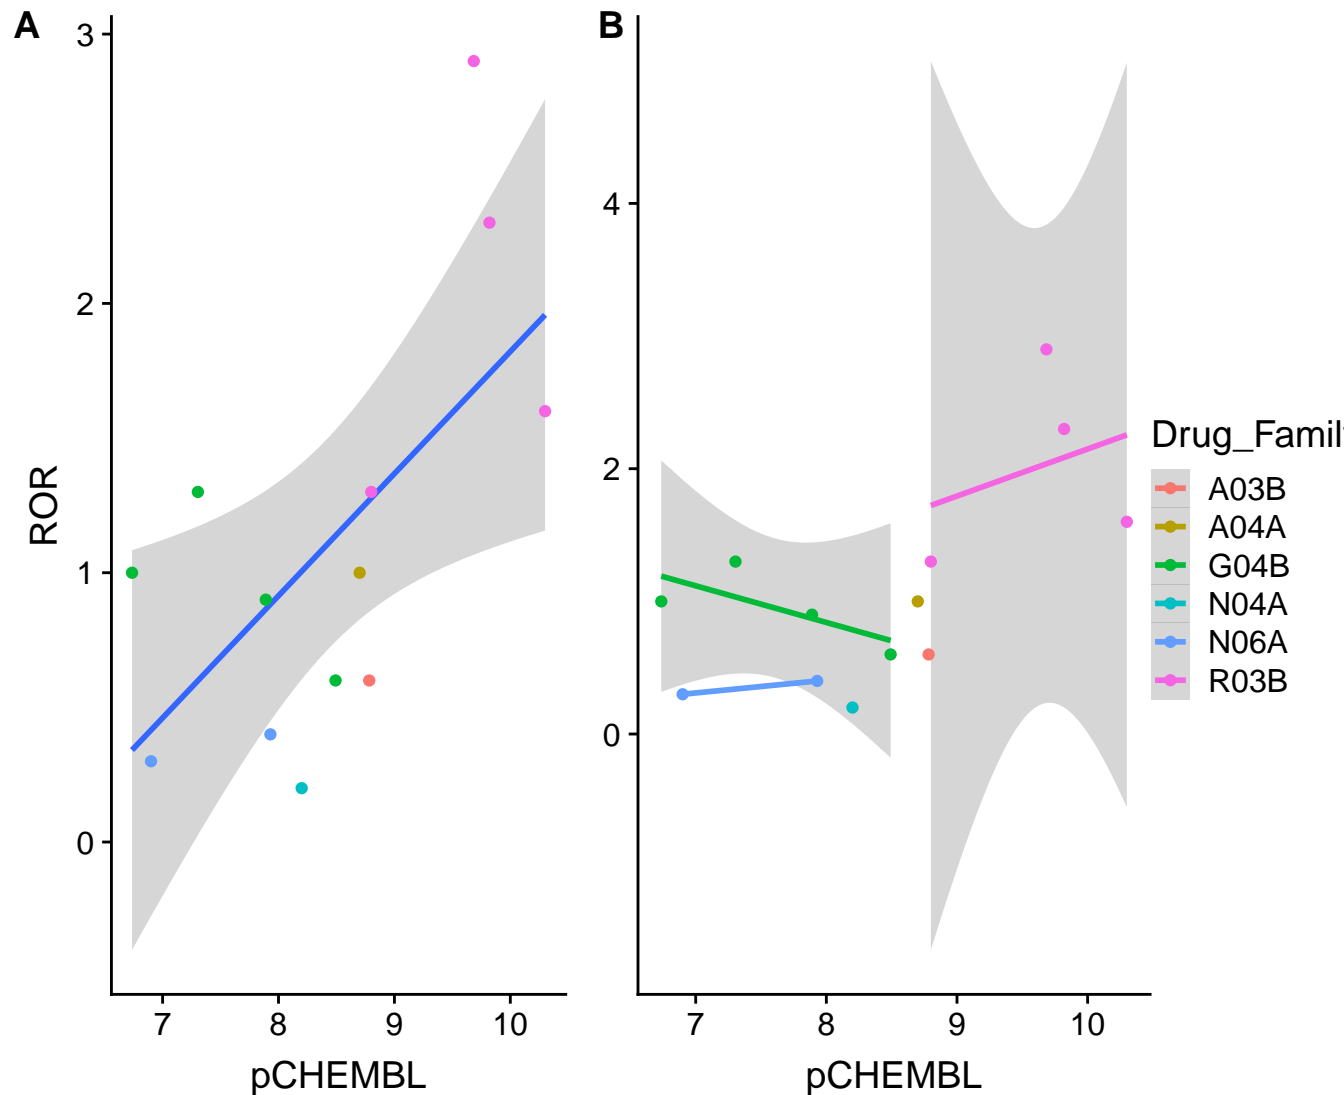 A
3
2
1
0
ROR
7 8 9 10
pCHEMBL
B
4
2
0
7 8 9 10
pCHEMBL
Drug_Famil
A03B
A04A
G04B
N04A
N06A
R03B